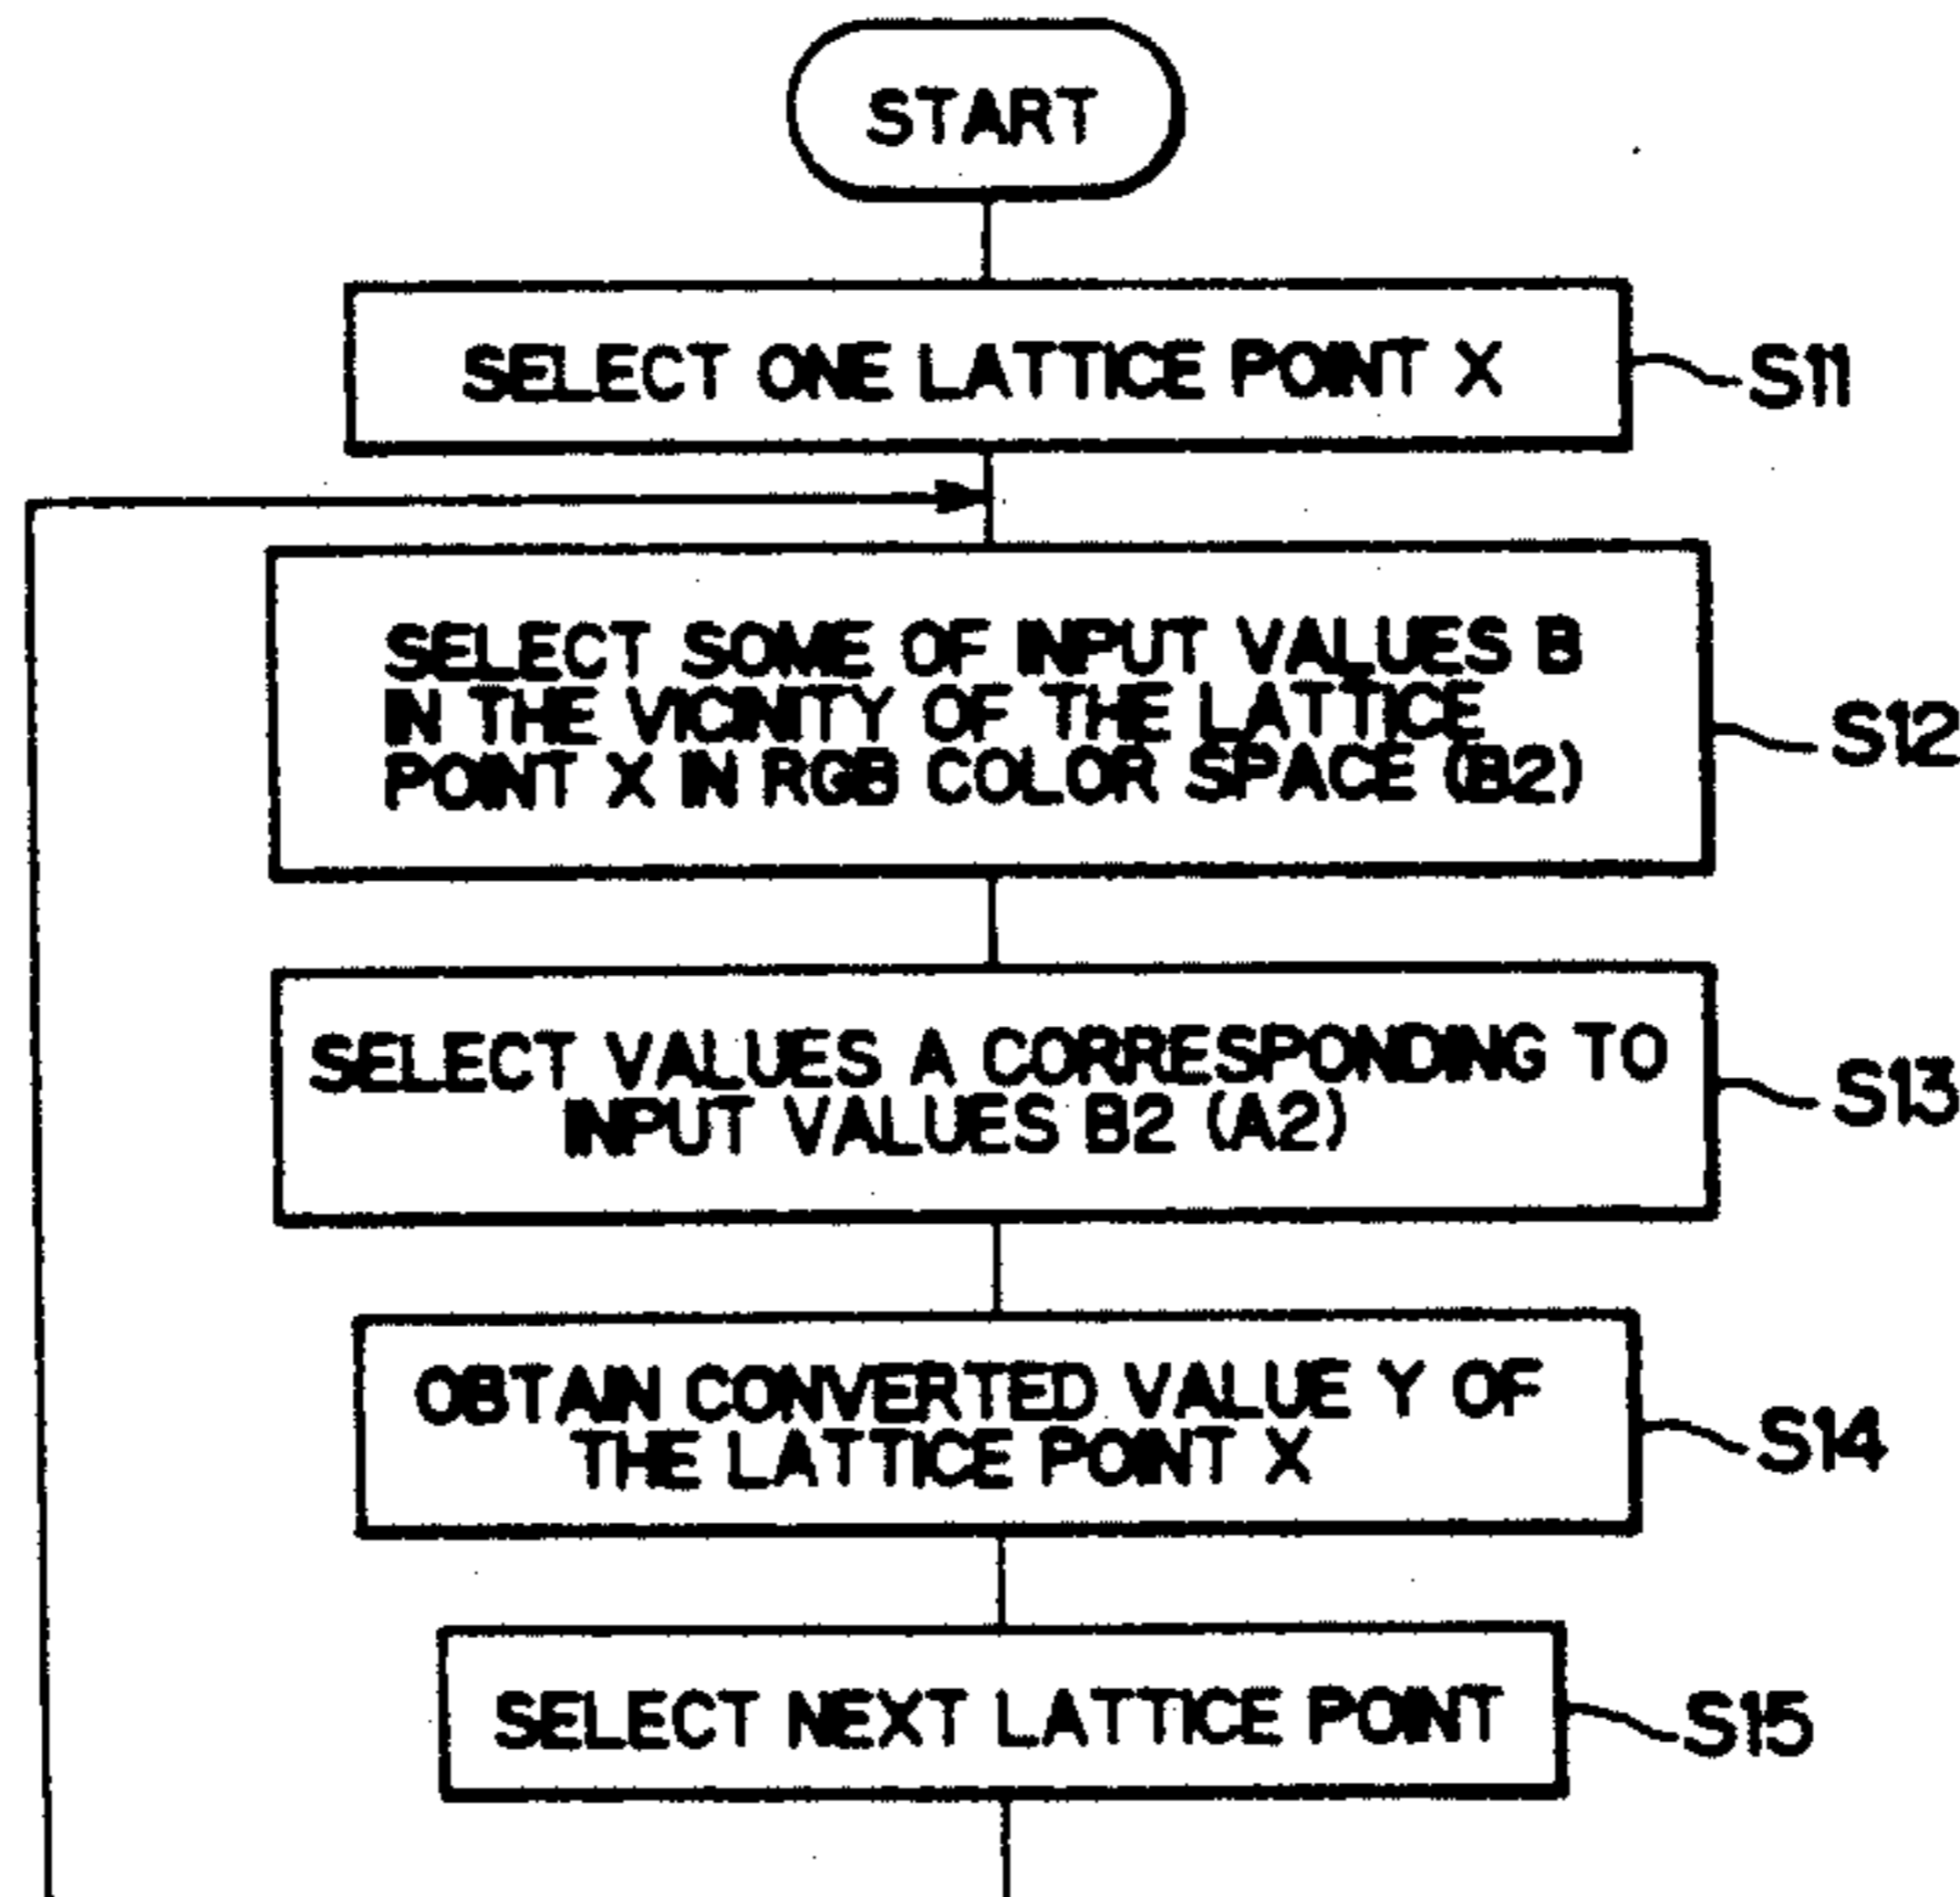 START
SELECT ONE LATTICE POINT X
S11
SELECT SOME OF INPUT VALUES B
IN THE VICINITY OF THE LATTICE
POINT X IN RGB COLOR SPACE (B2)
S12
SELECT VALUES A CORRESPONDING TO
INPUT VALUES B2 (A2)
S13
OBTAIN CONVERTED VALUE Y OF
THE LATTICE POINT X
S14
SELECT NEXT LATTICE POINT
S15